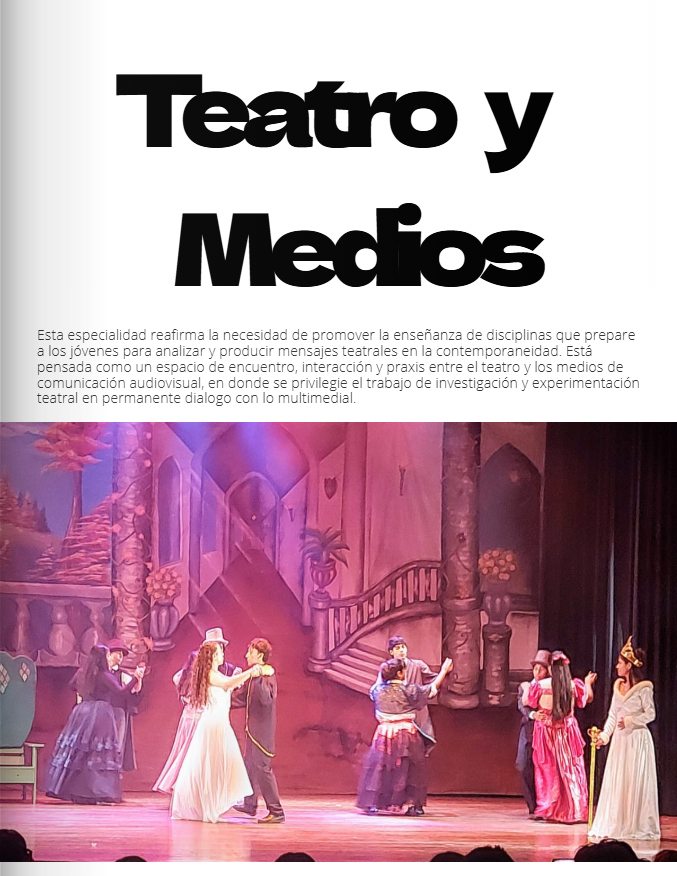 Teatro y
Medios
Esta especialidad reafirma la necesidad de promover la enseñanza de disciplinas que prepare
a los jóvenes para analizar y producir mensajes teatrales en la contemporaneidad. Está
pensada como un espacio de encuentro, interacción y praxis entre el teatro y los medios de
comunicación audiovisual, en donde se privilegie el trabajo de investigación y experimentación
teatral en permanente dialogo con lo multimedial.